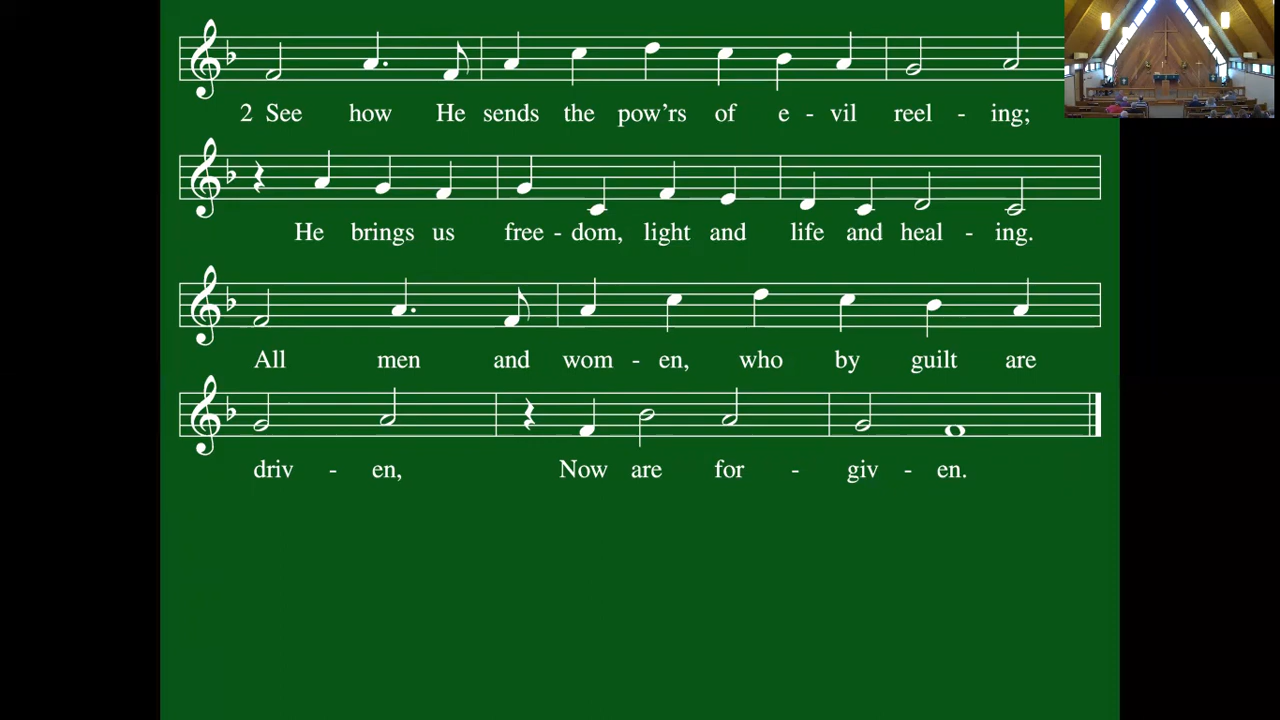 2 See how He sends the pow’rs of e - vil reel - ing;
He brings us free - dom, light and life and heal - ing.
All men and wom - en, who by guilt are
driv - en, Now are for - giv - en.